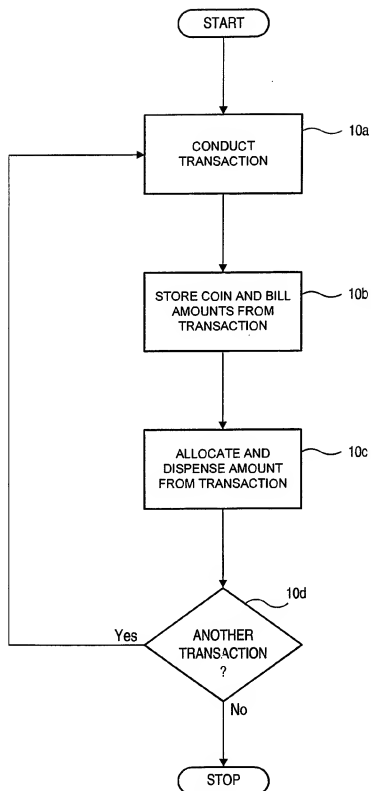 START
CONDUCT
TRANSACTION
10a
STORE COIN AND BILL
AMOUNTS FROM
TRANSACTION
10b
ALLOCATE AND
DISPENSE AMOUNT
FROM TRANSACTION
10c
10d
Yes
ANOTHER
TRANSACTION
?
No
STOP